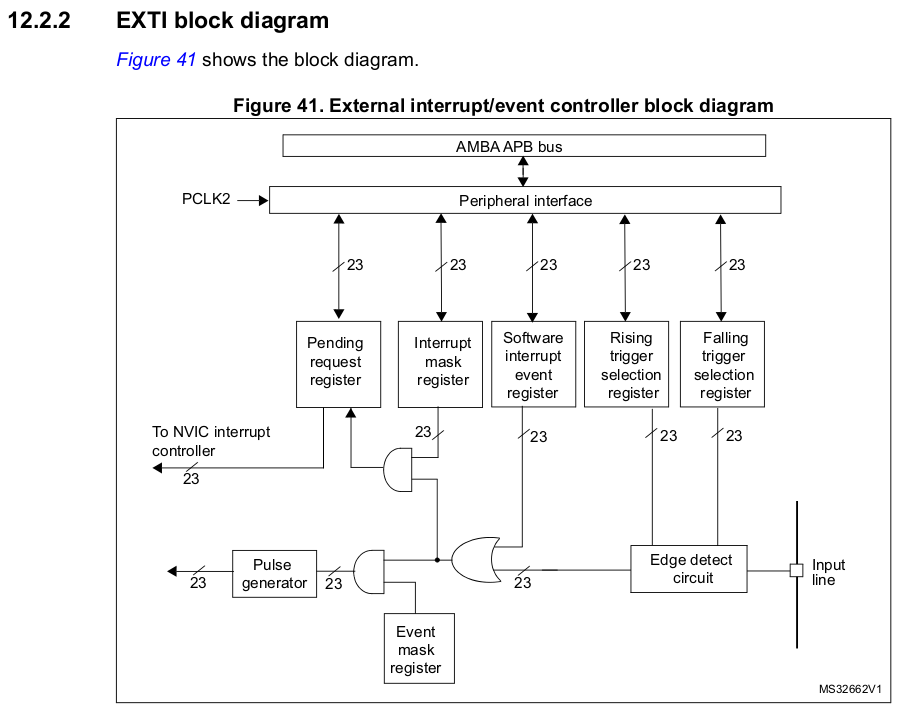 12.2.2 EXTI block diagram
Figure 41 shows the block diagram.
Figure 41. External interrupt/event controller block diagram
AMBA APB bus
PCLK2
Peripheral interface
23
23
23
23
23
Pending
request
register
Interrupt
mask
register
Software
interrupt
event
register
Rising
trigger
selection
register
Falling
trigger
selection
register
To NVIC interrupt
controller
23
23
23
23
23
Pulse
generator
23
23
23
Edge detect
circuit
Input
line
Event
mask
register
MS32662V1